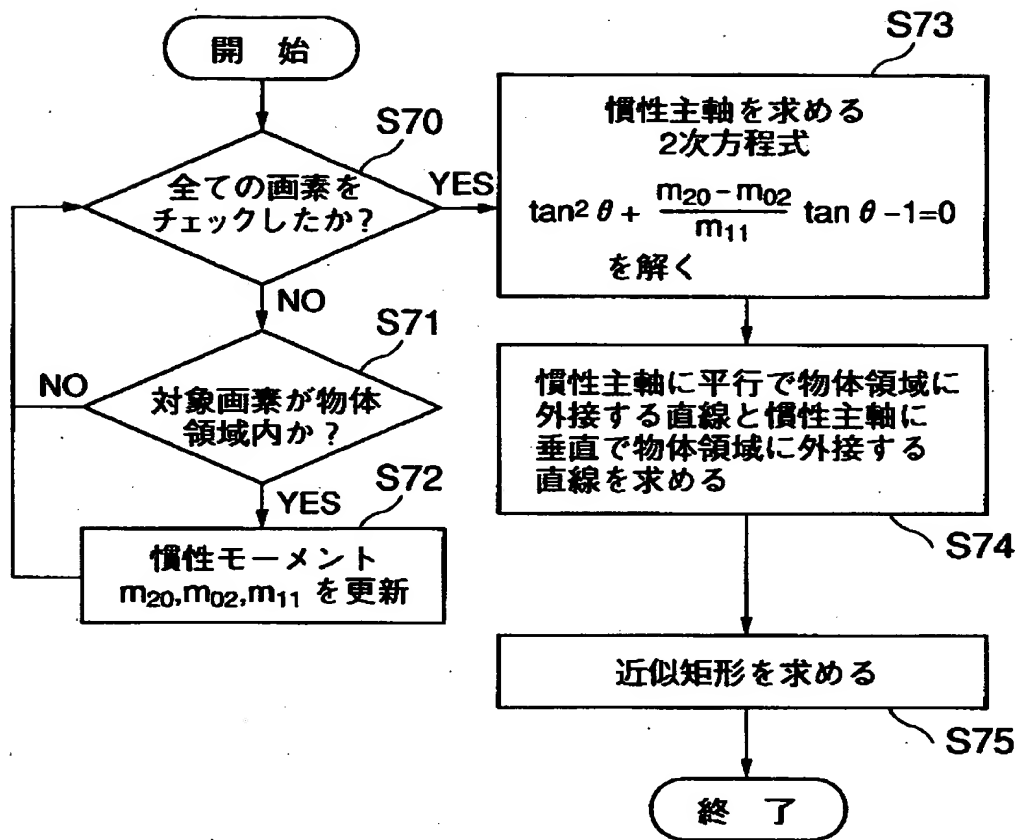 開 始
S70
全ての画素を
チェックしたか?
YES
NO
S71
対象画素が物体
領域内か?
NO
YES
S72
慣性モーメント
m₂₀,m₀₂,m₁₁ を更新
S73
慣性主軸を求める
2次方程式
tan² θ + (m₂₀ - m₀₂)/m₁₁ tan θ -1=0
を解く
慣性主軸に平行で物体領域に
外接する直線と慣性主軸に
垂直で物体領域に外接する
直線を求める
S74
近似矩形を求める
S75
終 了